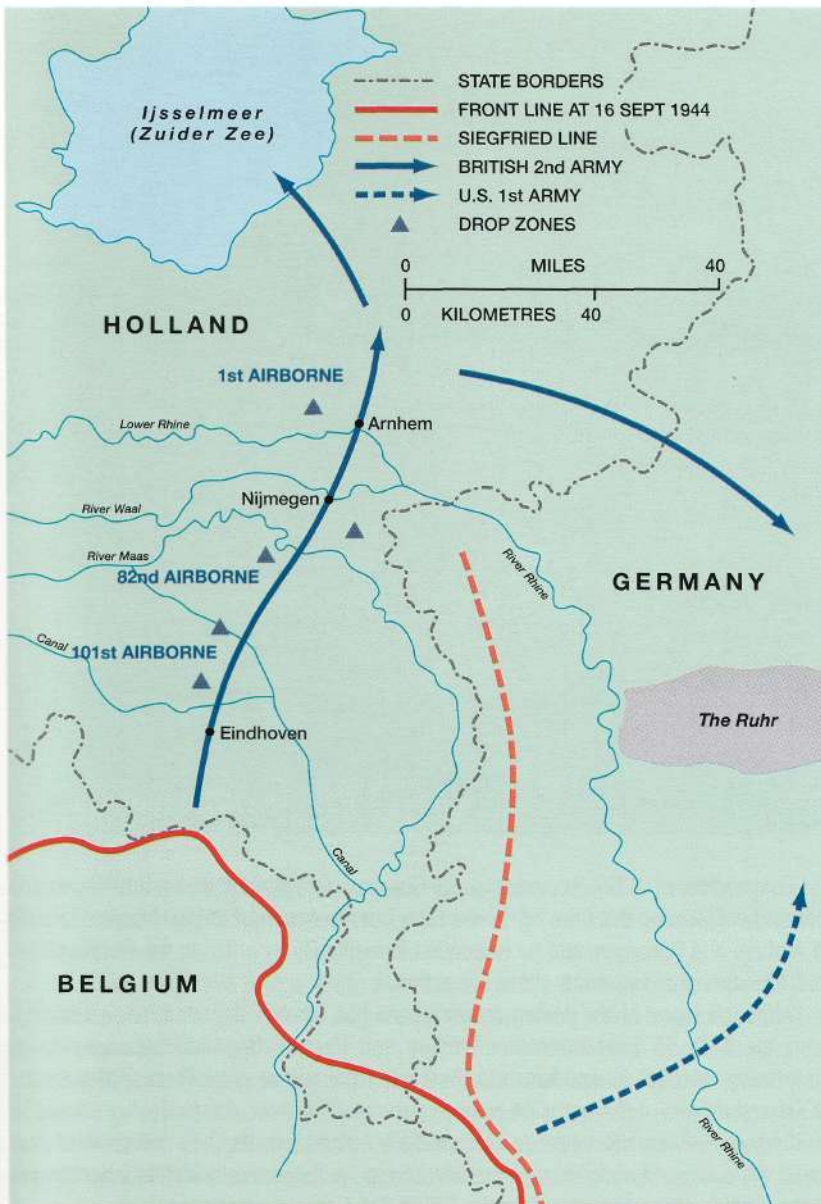 Ijsselmeer
(Zuider Zee)
STATE BORDERS
FRONT LINE AT 16 SEPT 1944
SIEGFRIED LINE
BRITISH 2nd ARMY
U.S. 1st ARMY
DROP ZONES
0 MILES 40
0 KILOMETRES 40
HOLLAND
1st AIRBORNE
Lower Rhine
Arnhem
Nijmegen
River Waal
River Maas
82nd AIRBORNE
River Rhine
GERMANY
Canal
101st AIRBORNE
The Ruhr
Eindhoven
Canal
BELGIUM
River Rhine